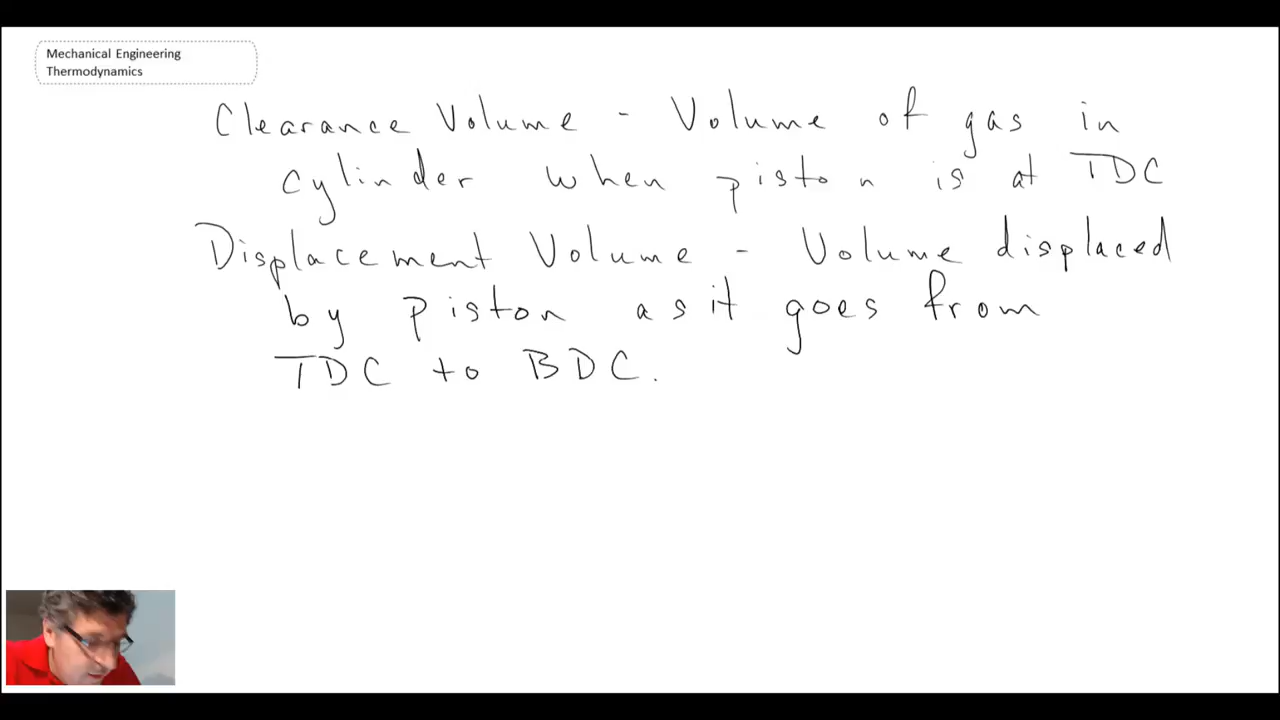 Mechanical Engineering
Thermodynamics
Clearance Volume - Volume of gas in
cylinder when piston is at TDC
Displacement Volume - Volume displaced
by piston as it goes from
TDC to BDC.